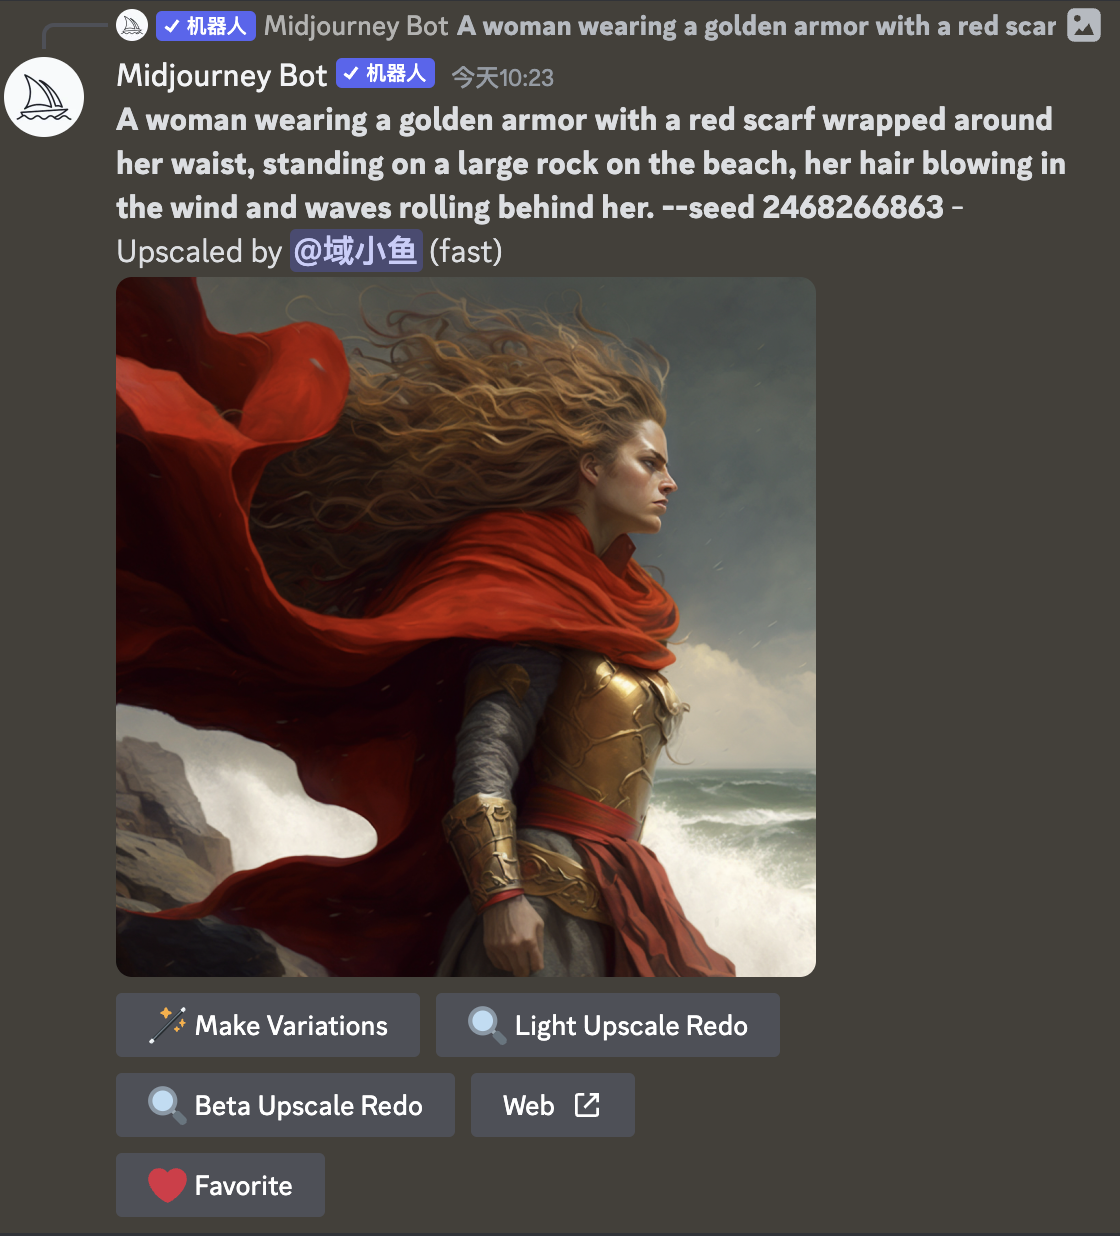 ✓ 机器人 Midjourney Bot A woman wearing a golden armor with a red scar
Midjourney Bot ✓ 机器人 今天10:23
A woman wearing a golden armor with a red scarf wrapped around
her waist, standing on a large rock on the beach, her hair blowing in
the wind and waves rolling behind her. --seed 2468266863 -
Upscaled by @域小鱼 (fast)
Make Variations
Light Upscale Redo
Beta Upscale Redo
Web
Favorite